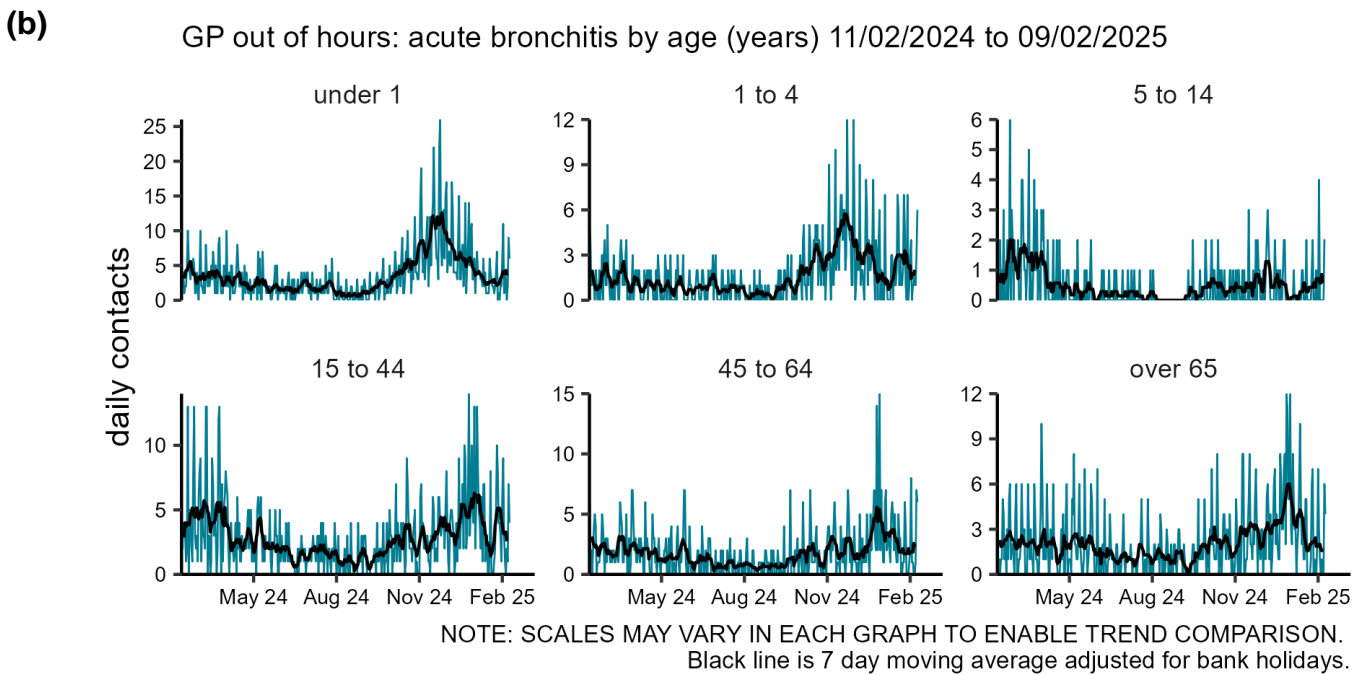 (b)
GP out of hours: acute bronchitis by age (years) 11/02/2024 to 09/02/2025
under 1
1 to 4
5 to 14
25
20
15
10
5
0
12
9
6
3
0
6
5
4
3
2
1
0
daily contacts
15 to 44
45 to 64
over 65
10
5
0
15
10
5
0
12
9
6
3
0
May 24 Aug 24 Nov 24 Feb 25
May 24 Aug 24 Nov 24 Feb 25
May 24 Aug 24 Nov 24 Feb 25
NOTE: SCALES MAY VARY IN EACH GRAPH TO ENABLE TREND COMPARISON.
Black line is 7 day moving average adjusted for bank holidays.